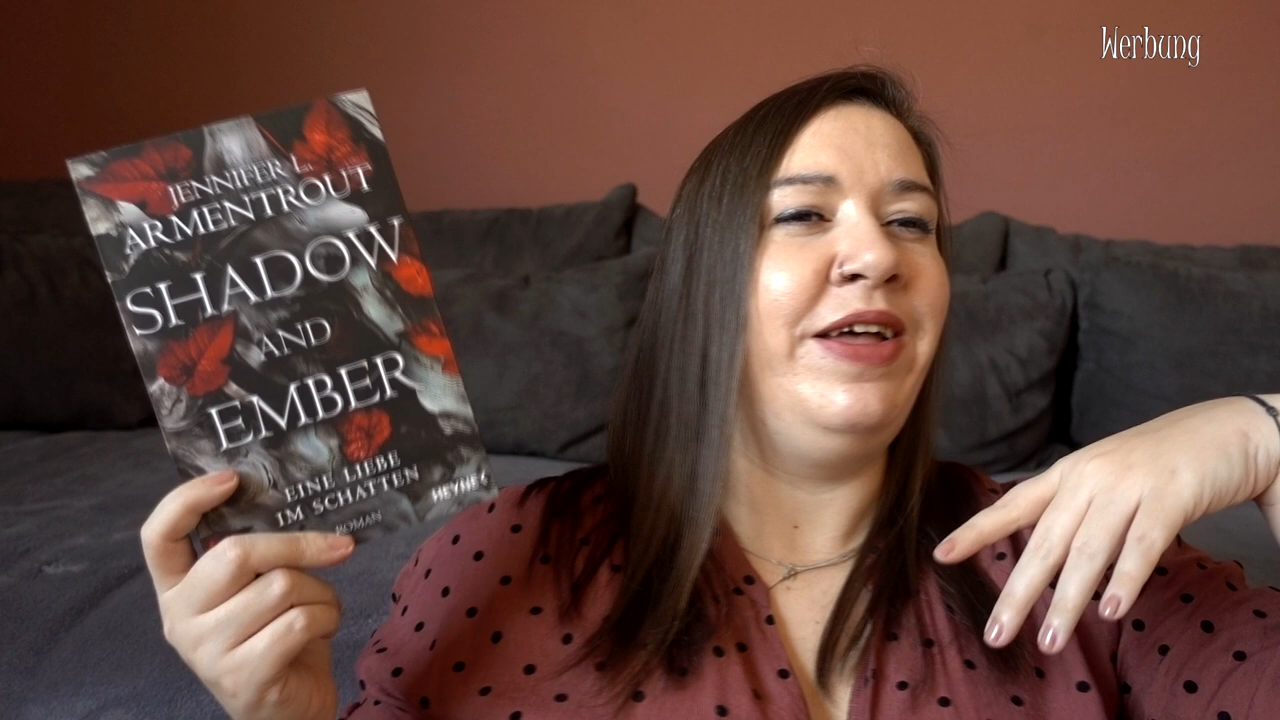 Werbung
JENNIFER L.
ARMENTROUT
SHADOW
AND
EMBER
EINE LIEBE
IM SCHATTEN
HEYNE
ROMAN